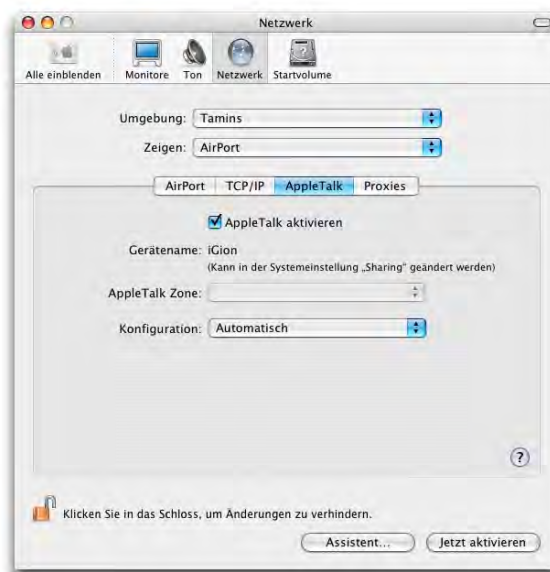 Netzwerk
Alle einblenden Monitore Ton Netzwerk Startvolume
Umgebung: Tamins
Zeigen: AirPort
AirPort TCP/IP AppleTalk Proxies
AppleTalk aktivieren
Gerätename: iGion
(Kann in der Systemeinstellung „Sharing“ geändert werden)
AppleTalk Zone:
Konfiguration: Automatisch
?
Klicken Sie in das Schloss, um Änderungen zu verhindern.
Assistent... Jetzt aktivieren